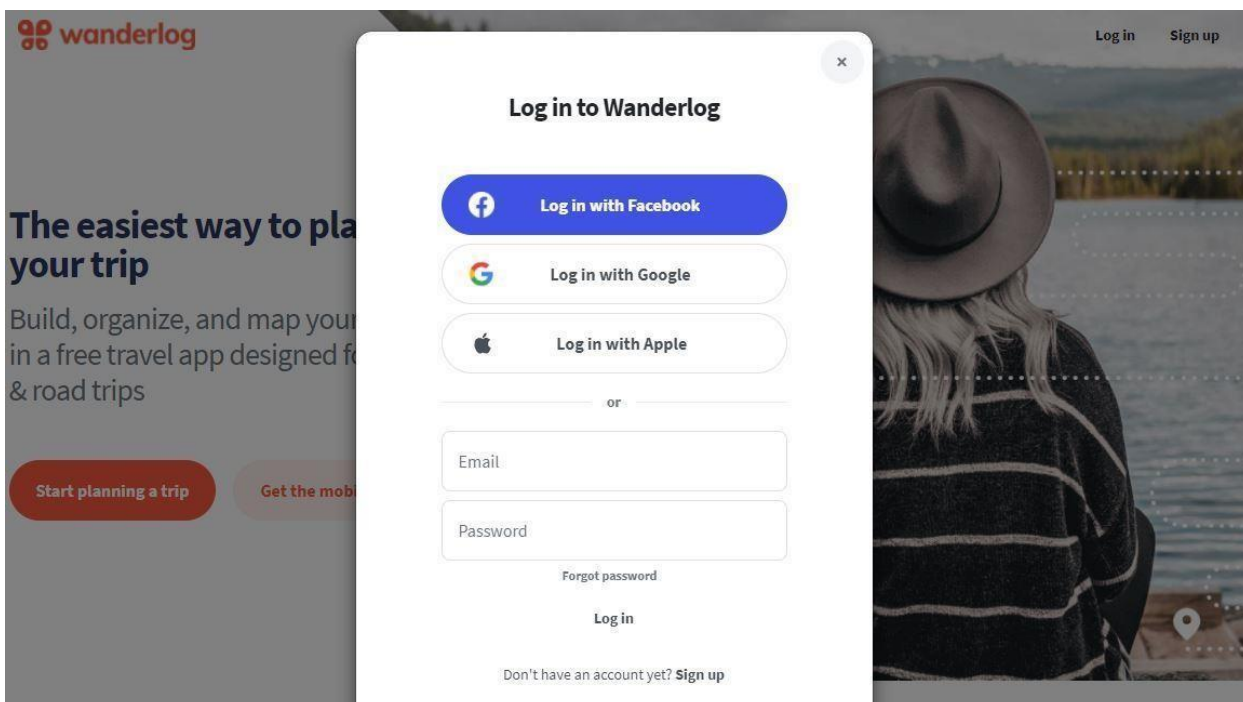 wanderlog
Log in
Sign up
Log in to Wanderlog
Log in with Facebook
Log in with Google
Log in with Apple
or
Email
Password
Forgot password
Log in
Don't have an account yet? Sign up
The easiest way to pla
your trip
Build, organize, and map your
in a free travel app designed fo
& road trips
Start planning a trip
Get the mobi